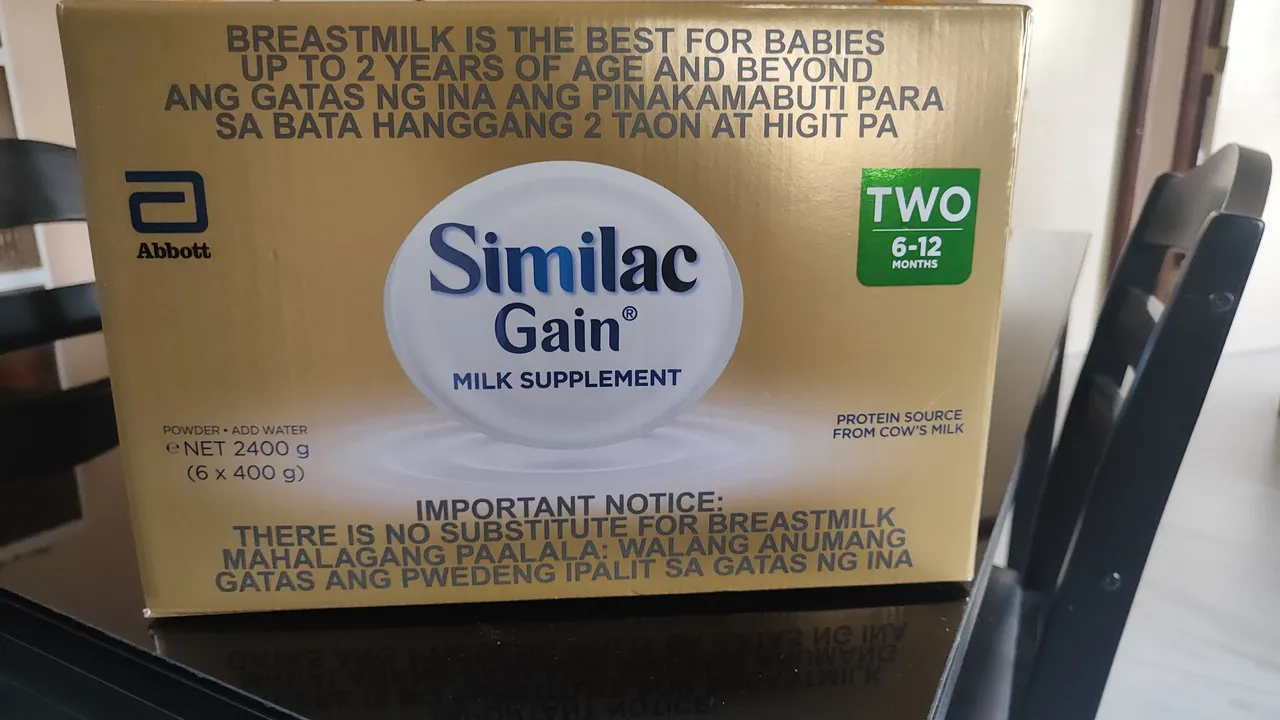 BREASTMILK IS THE BEST FOR BABIES
UP TO 2 YEARS OF AGE AND BEYOND
ANG GATAS NG INA ANG PINAKAMABUTI PARA
SA BATA HANGGANG 2 TAON AT HIGIT PA
Abbott
TWO
6-12
MONTHS
Similac
Gain®
MILK SUPPLEMENT
POWDER • ADD WATER
℮ NET 2400 g
(6 x 400 g)
PROTEIN SOURCE
FROM COW'S MILK
IMPORTANT NOTICE:
THERE IS NO SUBSTITUTE FOR BREASTMILK
MAHALAGANG PAALALA: WALANG ANUMANG
GATAS ANG PWEDENG IPALIT SA GATAS NG INA